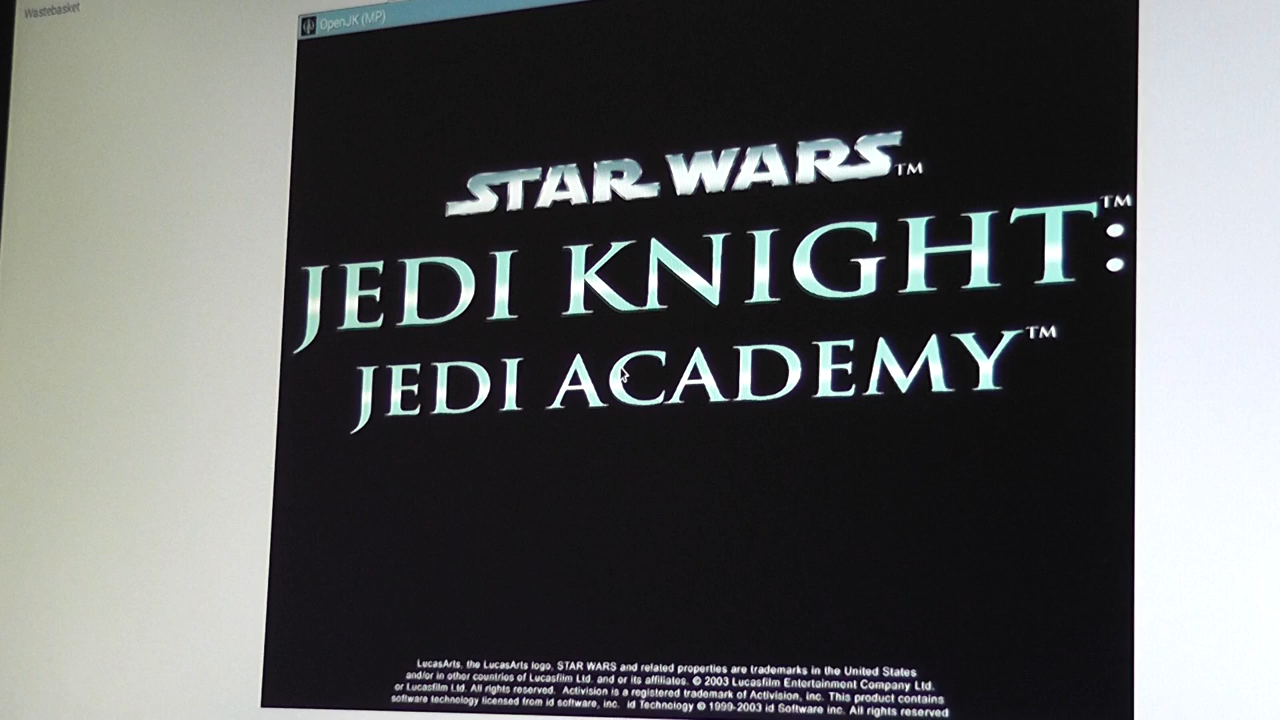 Wastebasket
OpenJK (MP)
STAR WARS™
JEDI KNIGHT:™
JEDI ACADEMY™
LucasArts, the LucasArts logo, STAR WARS and related properties are trademarks in the United States
and/or in other countries of Lucasfilm Ltd. and or its affiliates. © 2003 Lucasfilm Entertainment Company Ltd.
or Lucasfilm Ltd. All rights reserved. Activision is a registered trademark of Activision, Inc. This product contains
software technology licensed from id software, inc. id Technology © 1999-2003 id Software inc. All rights reserved